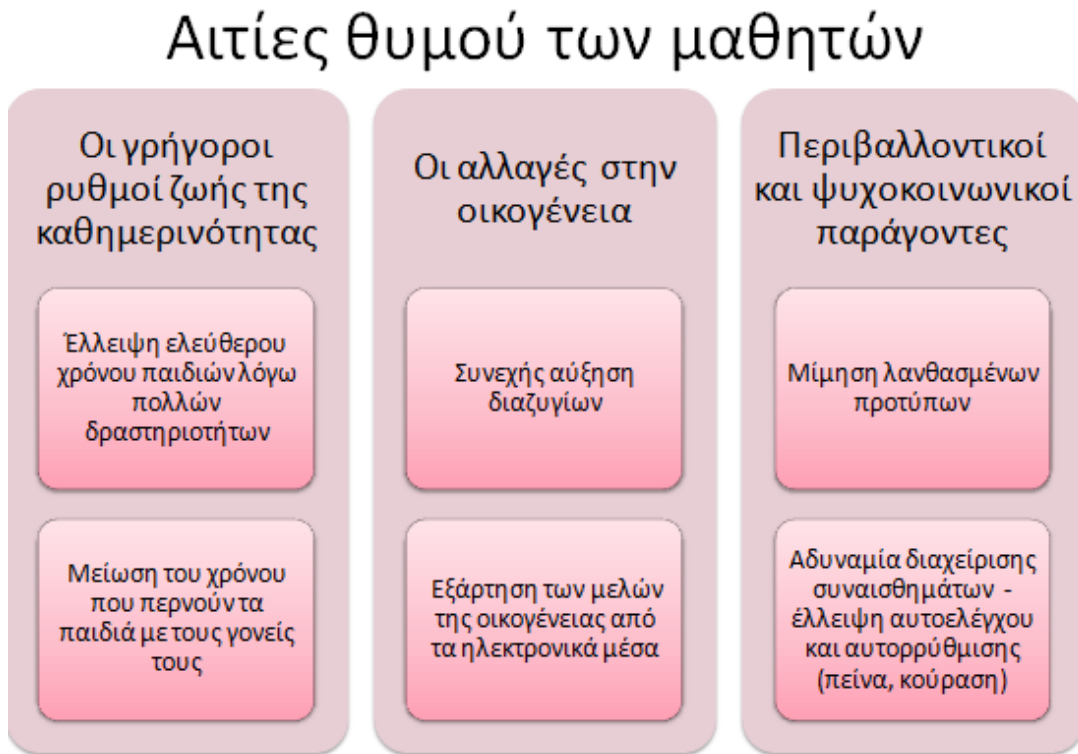 Αιτίες θυμού των μαθητών
Οι γρήγοροι
ρυθμοί ζωής της
καθημερινότητας
Έλλειψη ελεύθερου
χρόνου παιδιών λόγω
πολλών
δραστηριοτήτων
Μείωση του χρόνου
που περνούν τα
παιδιά με τους γονείς
τους
Οι αλλαγές στην
οικογένεια
Συνεχής αύξηση
διαζυγίων
Εξάρτηση των μελών
της οικογένειας από
τα ηλεκτρονικά μέσα
Περιβαλλοντικοί
και ψυχοκοινωνικοί
παράγοντες
Μίμηση λανθασμένων
προτύπων
Αδυναμία διαχείρισης
συναισθημάτων -
έλλειψη αυτοελέγχου
και αυτορρύθμισης
(πείνα, κούραση)